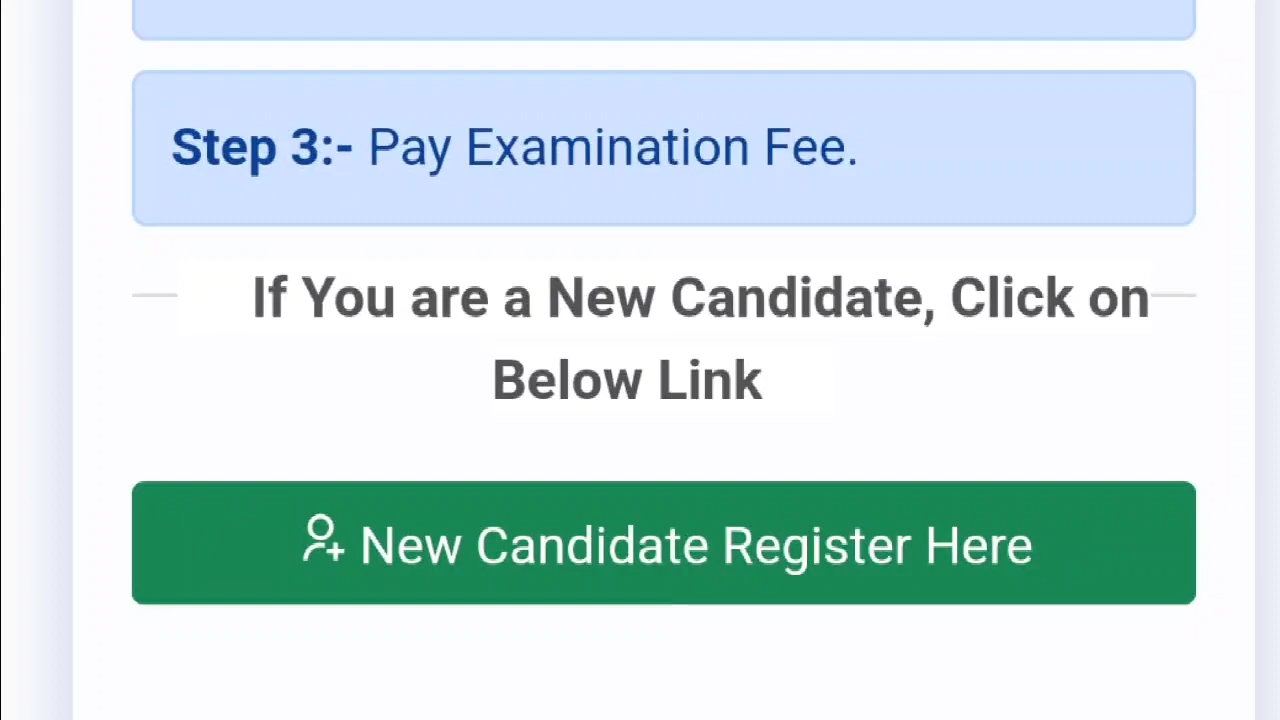 Step 3:- Pay Examination Fee.
If You are a New Candidate, Click on
Below Link
New Candidate Register Here